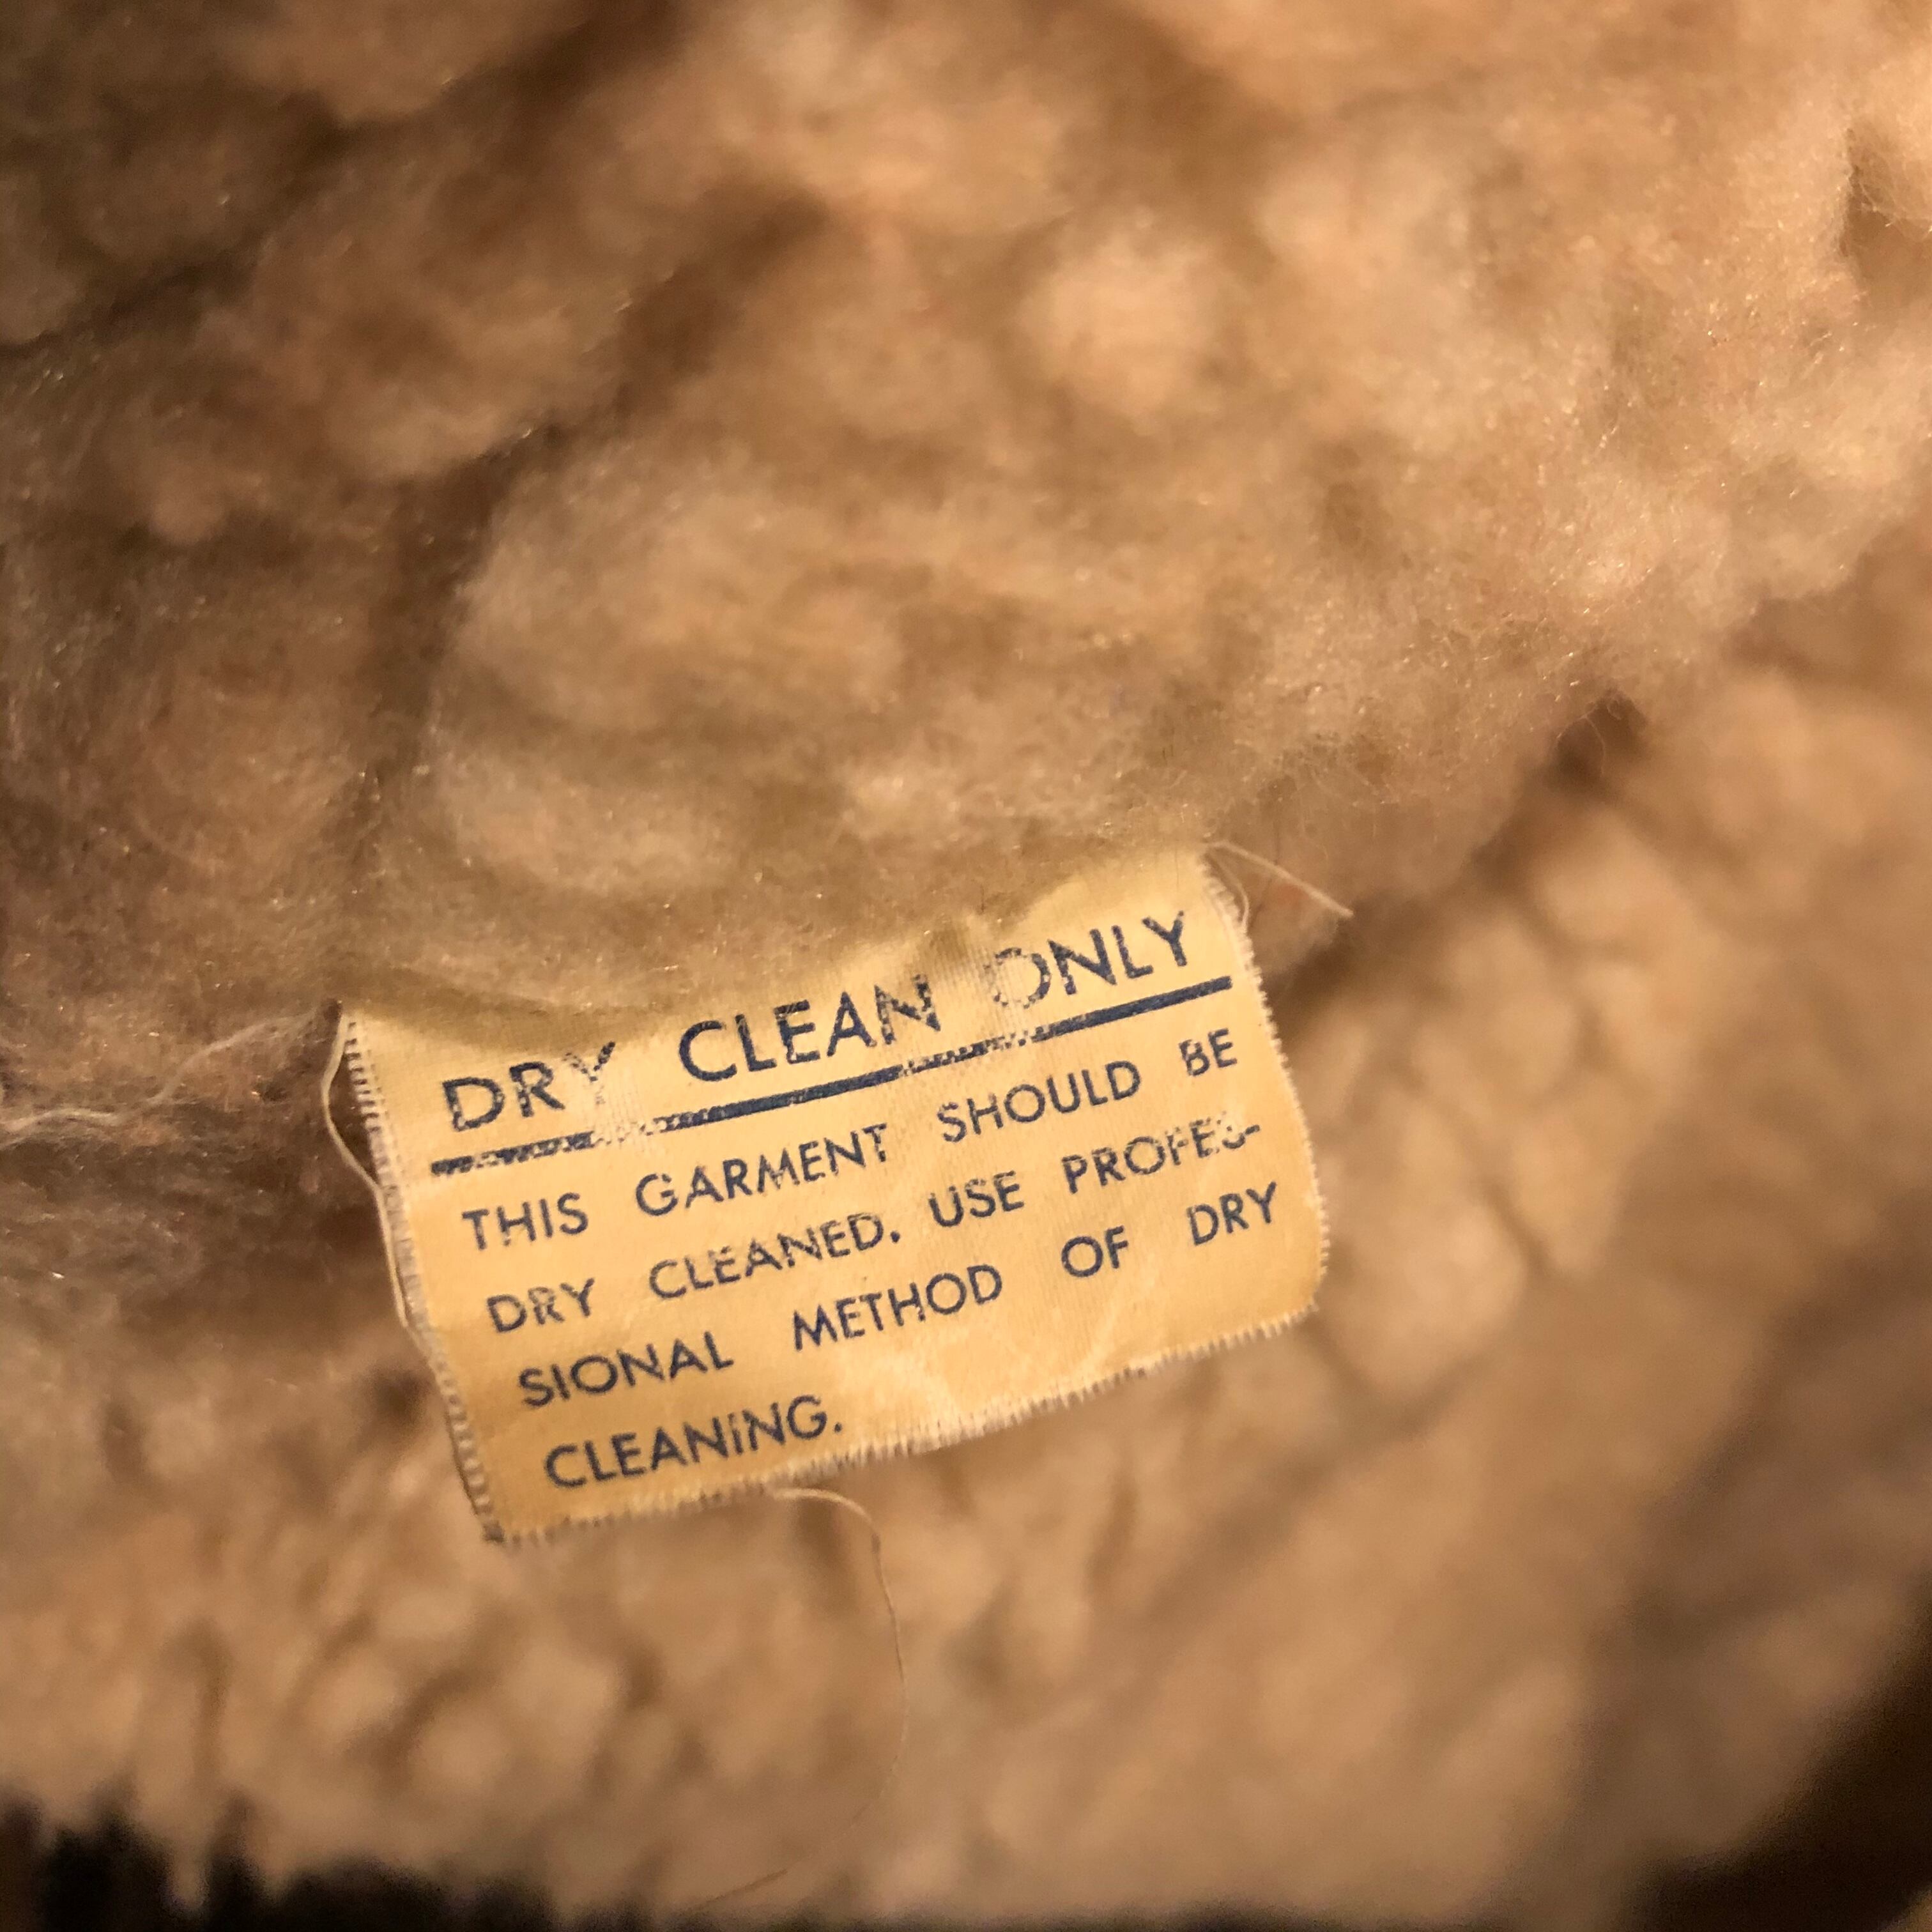 DRY CLEAN ONLY
THIS GARMENT SHOULD BE
DRY CLEANED. USE PROFES-
SIONAL METHOD OF DRY
CLEANING.